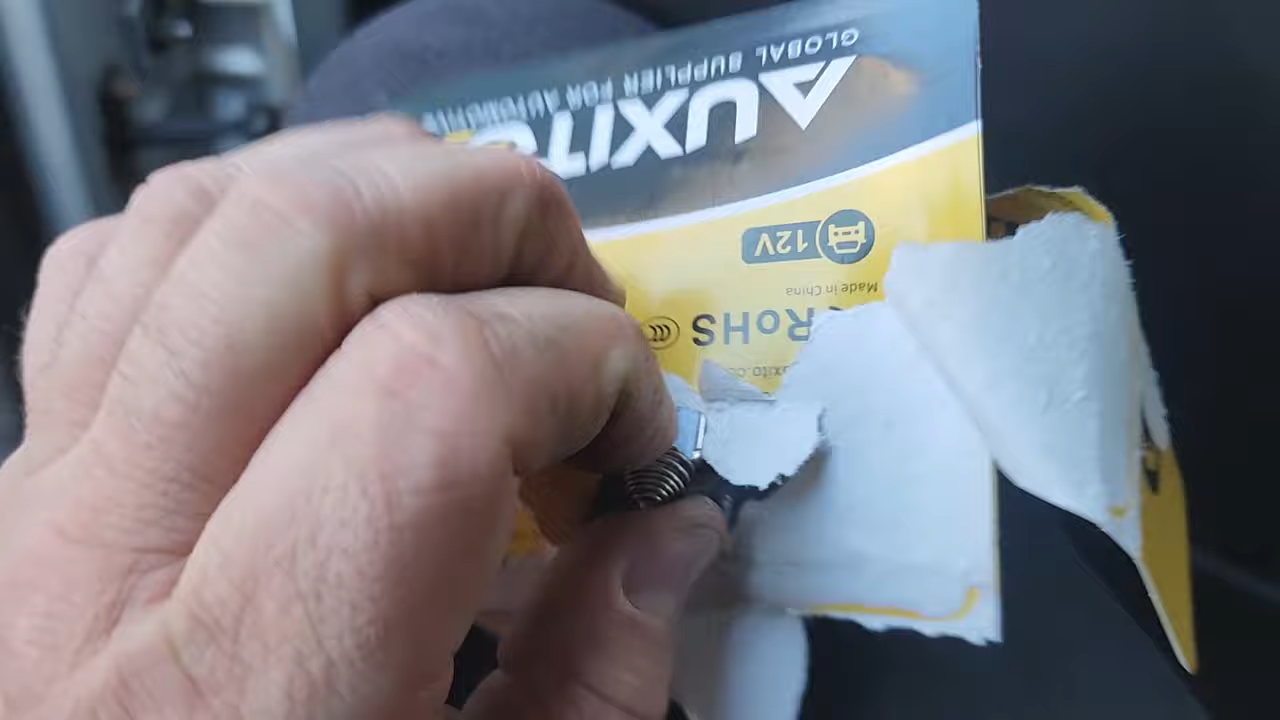 AUXITO
GLOBAL SUPPLIER FOR AUTOMOTIVE
12V
Made in China
RoHS